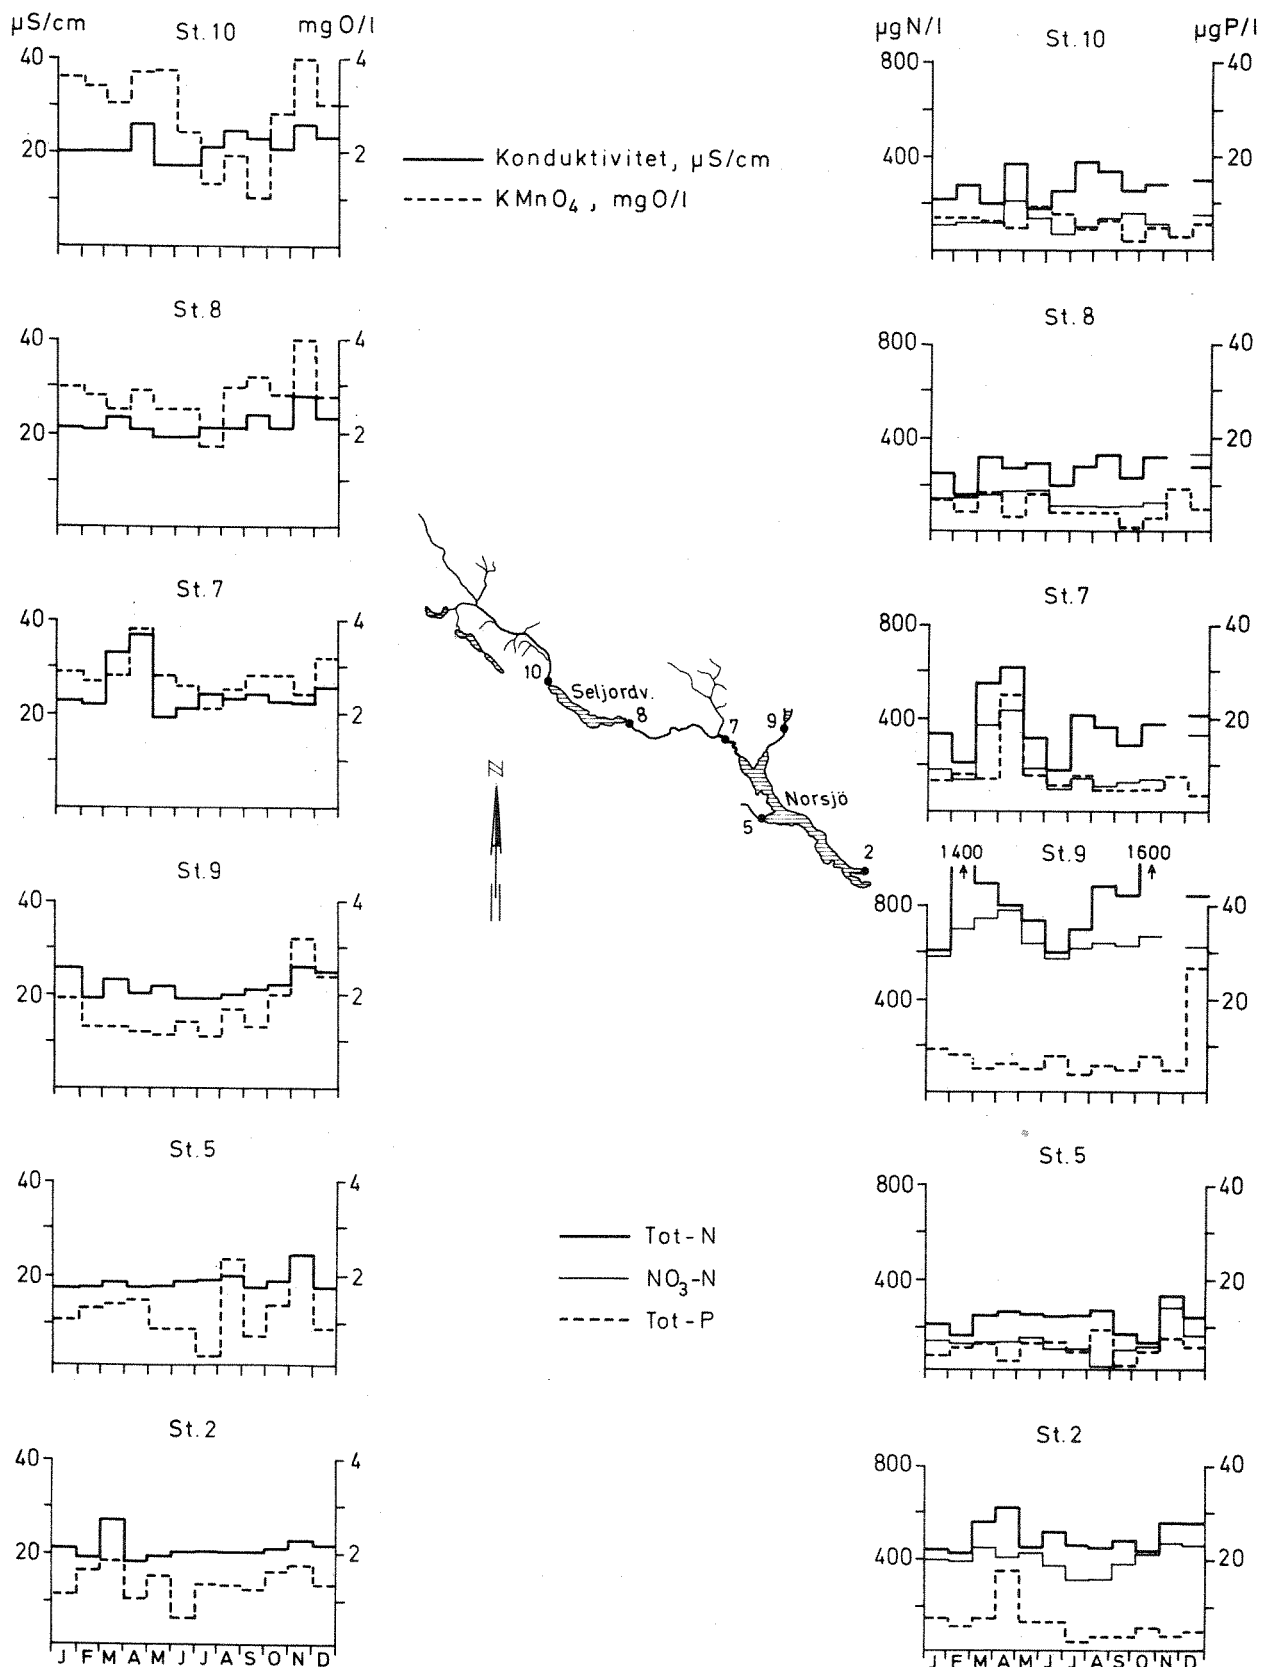 µS/cm
St. 10
mg O/l
40
20
4
2
Konduktivitet, µS/cm
KMnO₄, mgO/l
St.8
40
20
4
2
St.7
40
20
4
2
St.9
40
20
4
2
St.5
40
20
4
2
St.2
40
20
4
2
J F M A M J J A S O N D
10
Seljordv.
8
7
9
N
Norsjö
5
2
Tot-N
NO₃-N
Tot-P
µgN/l
St. 10
µgP/l
800
400
40
20
St. 8
800
400
40
20
St.7
800
400
40
20
1400
St.9
1600
800
400
40
20
St.5
800
400
40
20
St.2
800
400
40
20
J F M A M J J A S O N D